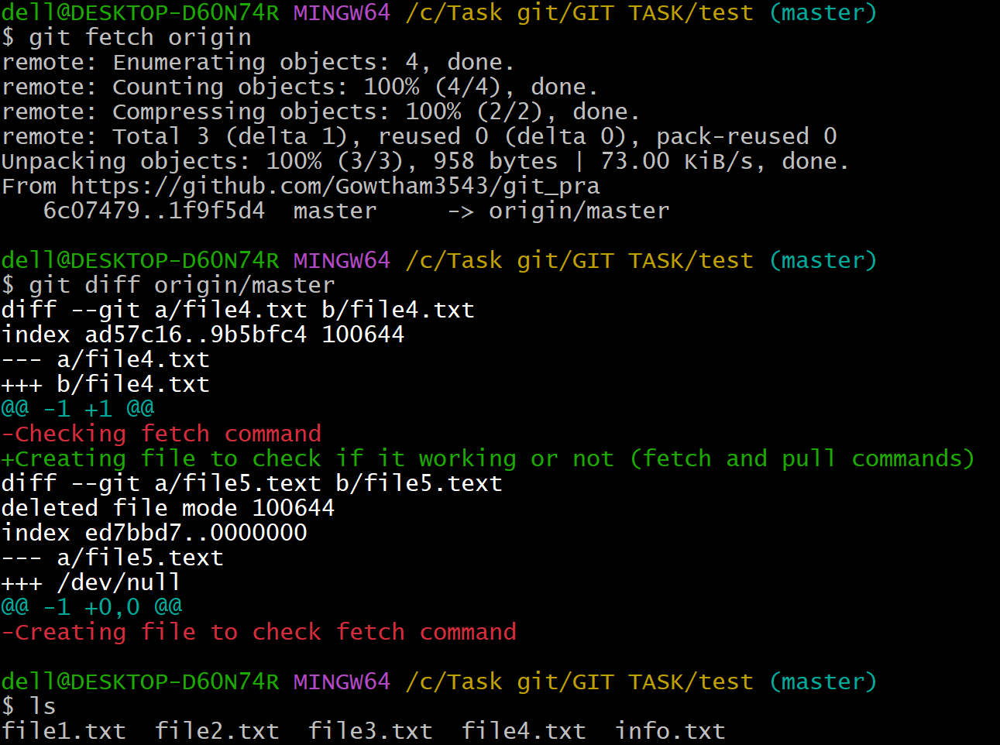 dell@DESKTOP-D6ON74R MINGW64 /c/Task git/GIT TASK/test (master)
$ git fetch origin
remote: Enumerating objects: 4, done.
remote: Counting objects: 100% (4/4), done.
remote: Compressing objects: 100% (2/2), done.
remote: Total 3 (delta 1), reused 0 (delta 0), pack-reused 0
Unpacking objects: 100% (3/3), 958 bytes | 73.00 KiB/s, done.
From https://github.com/Gowtham3543/git_pra
   6c07479..1f9f5d4  master     -> origin/master

dell@DESKTOP-D6ON74R MINGW64 /c/Task git/GIT TASK/test (master)
$ git diff origin/master
diff --git a/file4.txt b/file4.txt
index ad57c16..9b5bfc4 100644
--- a/file4.txt
+++ b/file4.txt
@@ -1 +1 @@
-Checking fetch command
+Creating file to check if it working or not (fetch and pull commands)
diff --git a/file5.text b/file5.text
deleted file mode 100644
index ed7bbd7..0000000
--- a/file5.text
+++ /dev/null
@@ -1 +0,0 @@
-Creating file to check fetch command

dell@DESKTOP-D6ON74R MINGW64 /c/Task git/GIT TASK/test (master)
$ ls
file1.txt  file2.txt  file3.txt  file4.txt  info.txt